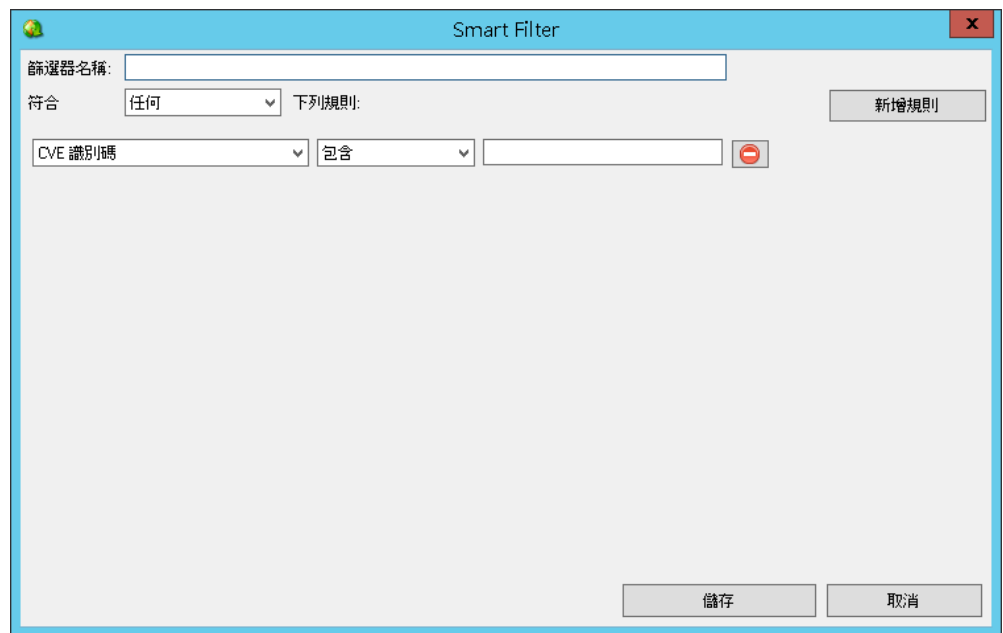 Smart Filter
x
篩選器名稱:
符合 任何 下列規則: 新增規則
CVE 識別碼 包含
儲存 取消